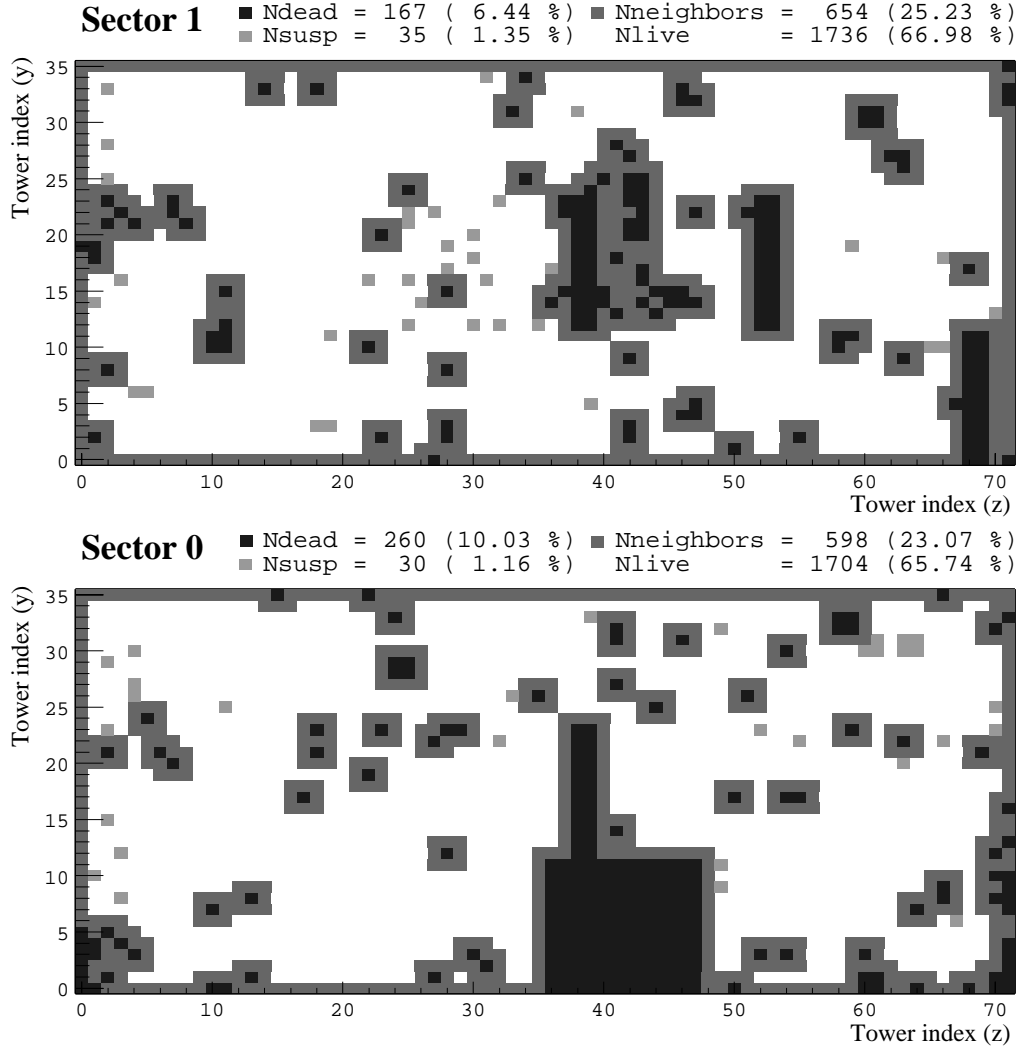 Sector 1
Ndead = 167 ( 6.44 %) Nneighbors = 654 (25.23 %)
Nsusp = 35 ( 1.35 %) Nlive = 1736 (66.98 %)
Tower index (y)
35
30
25
20
15
10
5
0
0 10 20 30 40 50 60 70
Tower index (z)
Sector 0
Ndead = 260 (10.03 %) Nneighbors = 598 (23.07 %)
Nsusp = 30 ( 1.16 %) Nlive = 1704 (65.74 %)
Tower index (y)
35
30
25
20
15
10
5
0
0 10 20 30 40 50 60 70
Tower index (z)